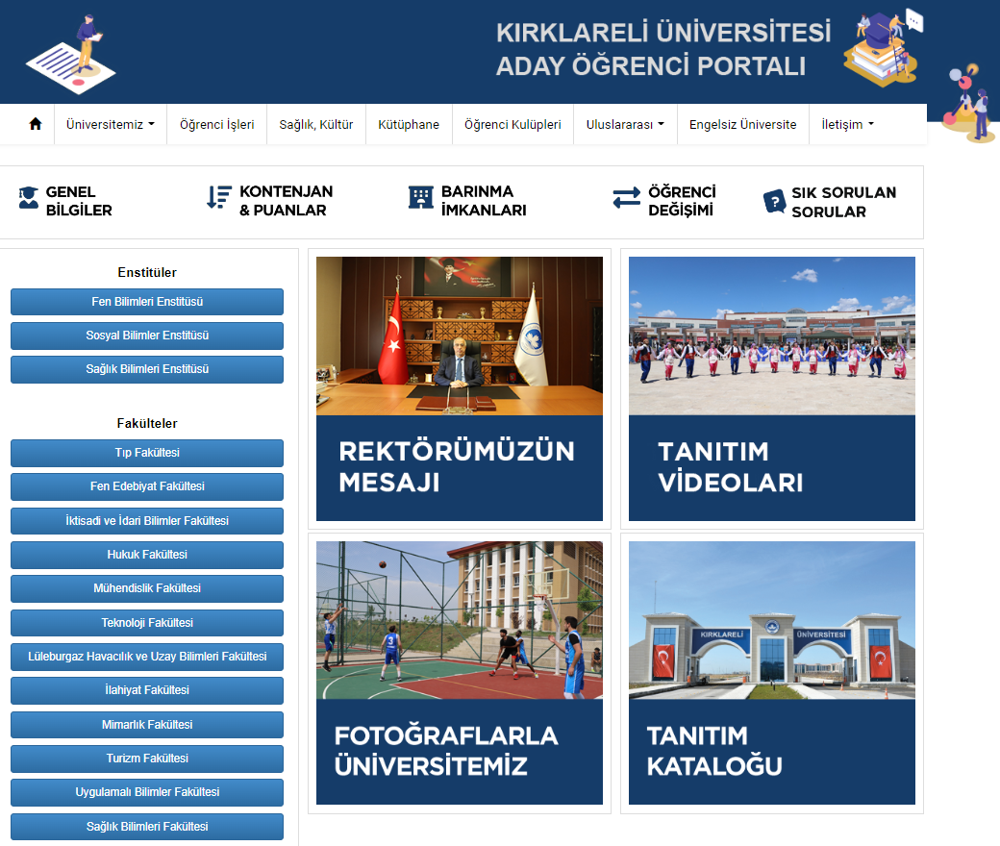 KIRKLARELİ ÜNİVERSİTESİ
ADAY ÖĞRENCİ PORTALI
Üniversitemiz
Öğrenci İşleri
Sağlık, Kültür
Kütüphane
Öğrenci Kulüpleri
Uluslararası
Engelsiz Üniversite
İletişim
GENEL
BİLGİLER
KONTENJAN
& PUANLAR
BARINMA
İMKANLARI
ÖĞRENCİ
DEĞİŞİMİ
SIK SORULAN
SORULAR
Enstitüler
Fen Bilimleri Enstitüsü
Sosyal Bilimler Enstitüsü
Sağlık Bilimleri Enstitüsü
Fakülteler
Tıp Fakültesi
Fen Edebiyat Fakültesi
İktisadi ve İdari Bilimler Fakültesi
Hukuk Fakültesi
Mühendislik Fakültesi
Teknoloji Fakültesi
Lüleburgaz Havacılık ve Uzay Bilimleri Fakültesi
İlahiyat Fakültesi
Mimarlık Fakültesi
Turizm Fakültesi
Uygulamalı Bilimler Fakültesi
Sağlık Bilimleri Fakültesi
REKTÖRÜMÜZÜN
MESAJI
TANITIM
VİDEOLARI
3
FOTOĞRAFLARLA
ÜNİVERSİTEMİZ
KIRKLARELİ
ÜNİVERSİTESİ
TANITIM
KATALOĞU